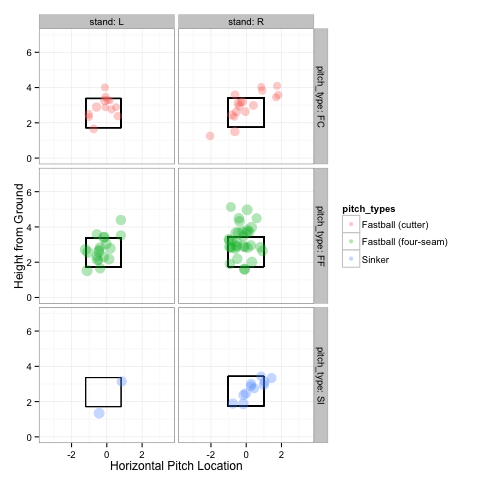 stand: L
stand: R
6
4
2
0
pitch_type: FC
6
4
2
0
pitch_type: FF
6
4
2
0
pitch_type: SI
-2
0
2
-2
0
2
Horizontal Pitch Location
Height from Ground
pitch_types
Fastball (cutter)
Fastball (four-seam)
Sinker